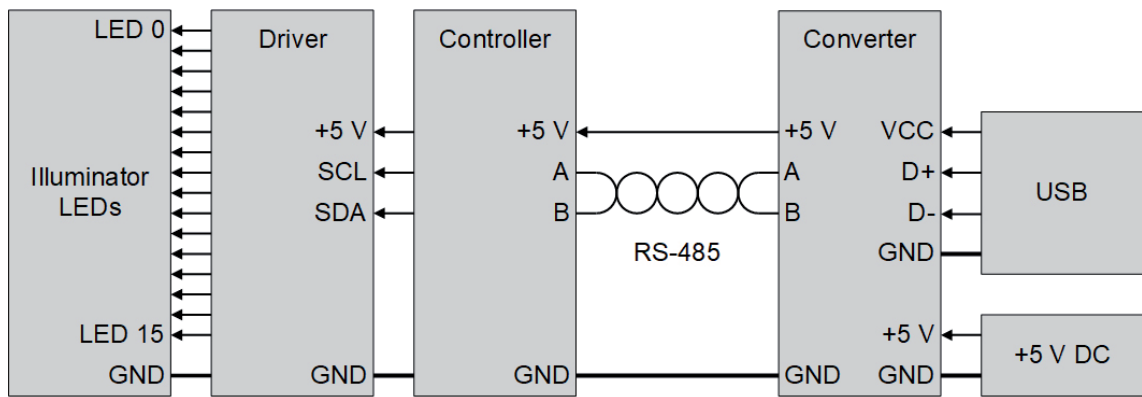 LED 0
Illuminator
LEDs
LED 15
GND
Driver
+5 V
SCL
SDA
GND
Controller
+5 V
A
B
GND
RS-485
Converter
+5 V
A
B
GND
VCC
D+
D-
GND
+5 V
GND
USB
+5 V DC